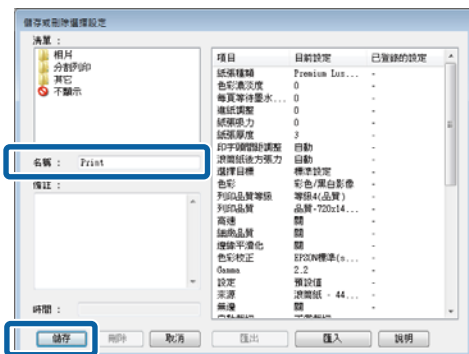 儲存或刪除選擇設定
清單：
相片
分割列印
其它
不顯示
名稱： Print
備註：
時間：
項目 目前設定 已登錄的設定
紙張種類 Premium Lus... -
色彩濃淡度 0 -
每頁等待墨水... 0 -
進紙調整 0 -
紙張吸力 0 -
紙張厚度 3 -
印字頭間距調整 自動 -
滾筒紙後方張力 自動 -
選擇目標 標準設定 -
色彩 彩色/黑白影像 -
列印品質等級 等級4(品質) -
列印品質 品質-720x14... -
高速 關 -
細緻品質 關 -
邊緣平滑化 關 -
色彩校正 EPSON標準(s... -
Gamma 2.2 -
設定 預設值 -
來源 滾筒紙 - 44... -
無邊 關 -
儲存 刪除 取消 匯出 匯入 說明